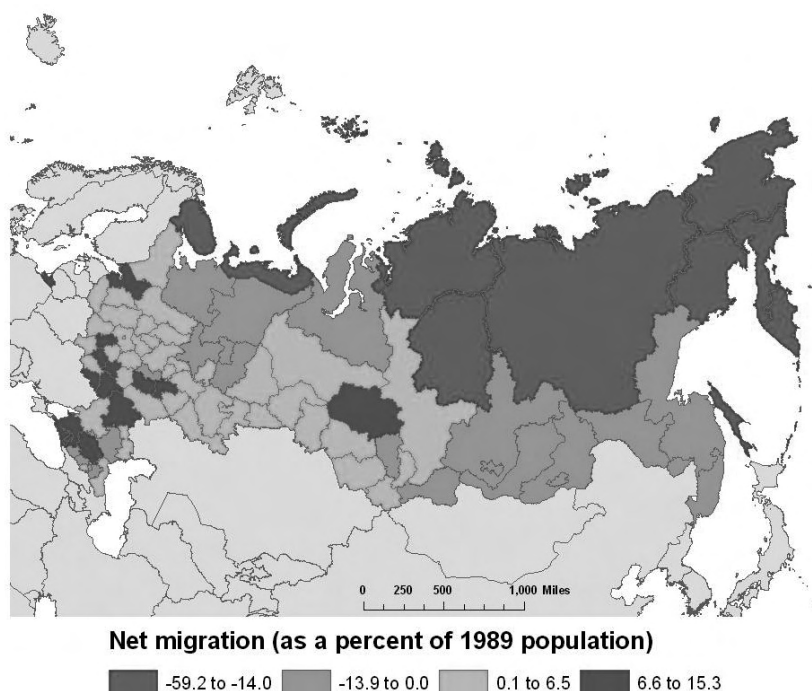 0 250 500 1,000 Miles
Net migration (as a percent of 1989 population)
-59.2 to -14.0 -13.9 to 0.0 0.1 to 6.5 6.6 to 15.3